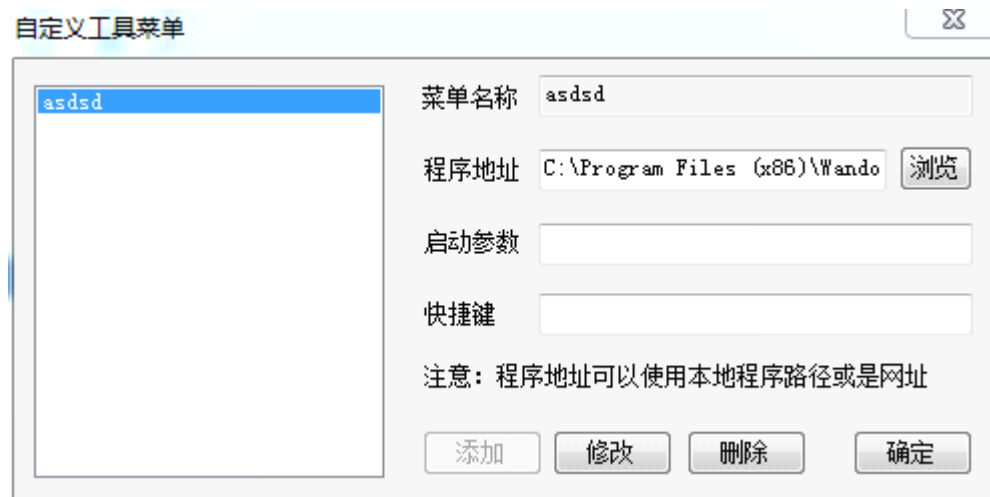 自定义工具菜单
asdsd
菜单名称 asdsd
程序地址 C:\Program Files (x86)\Wando 浏览
启动参数
快捷键
注意：程序地址可以使用本地程序路径或是网址
添加 修改 删除 确定